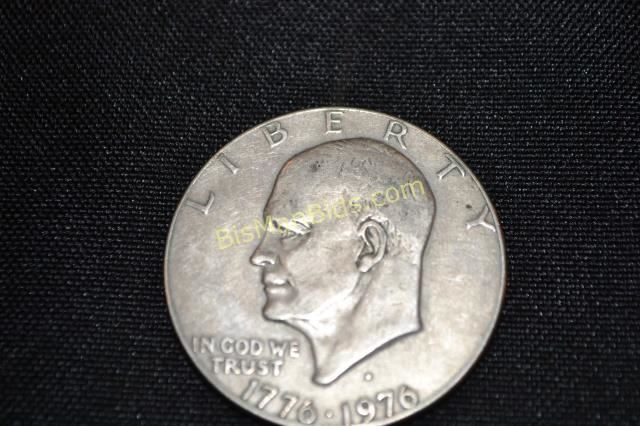 LIBERTY
BisManBids.com
IN GOD WE
TRUST
1776 · 1976